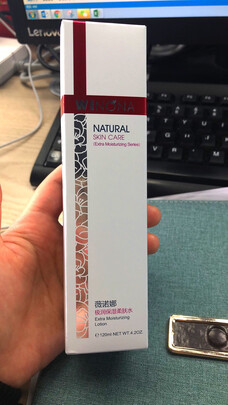 Lenovo
WINONA
NATURAL
SKIN CARE
(Extra Moisturizing Series)
薇诺娜
极润保湿柔肤水
Extra Moisturizing
Lotion
℮ 120ml NET WT. 4.2OZ.